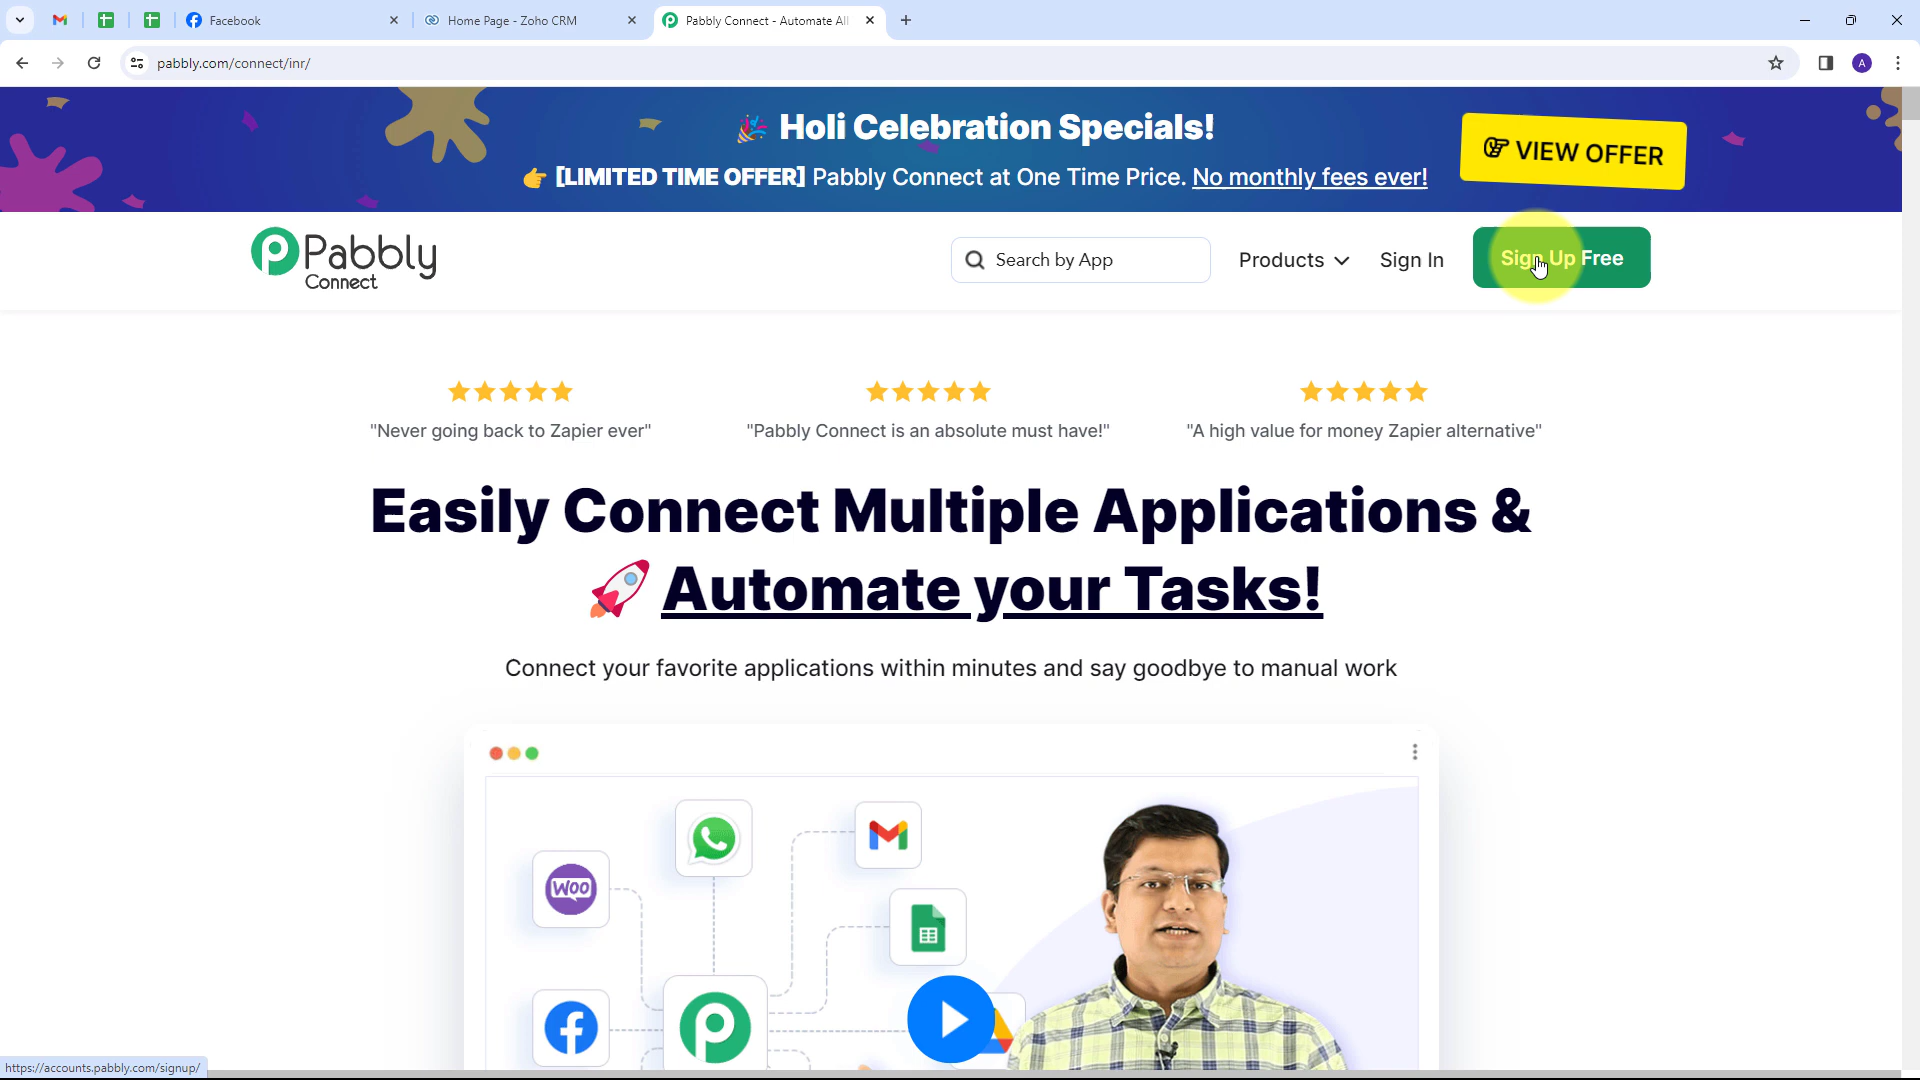 Facebook
Home Page - Zoho CRM
Pabbly Connect - Automate All
pabbly.com/connect/inr/
A
Holi Celebration Specials!
[LIMITED TIME OFFER] Pabbly Connect at One Time Price. No monthly fees ever!
VIEW OFFER
Pabbly
Connect
Search by App
Products
Sign In
Sign Up Free
"Never going back to Zapier ever"
"Pabbly Connect is an absolute must have!"
"A high value for money Zapier alternative"
Easily Connect Multiple Applications &
Automate your Tasks!
Connect your favorite applications within minutes and say goodbye to manual work
WOO
https://accounts.pabbly.com/signup/